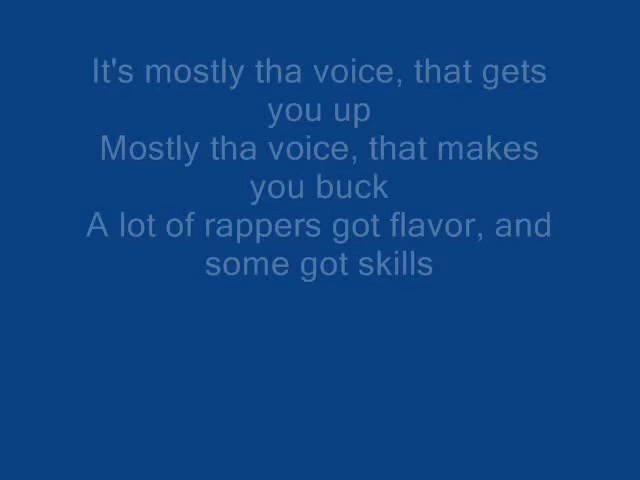 It's mostly tha voice, that gets
you up
Mostly tha voice, that makes
you buck
A lot of rappers got flavor, and
some got skills